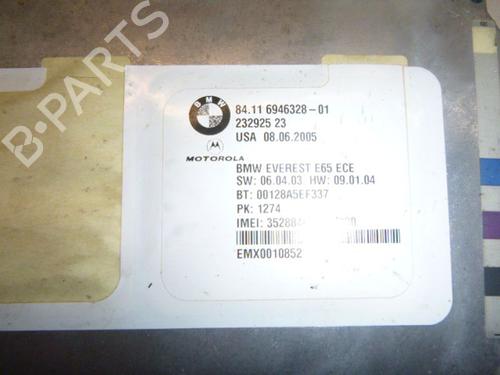 B-PARTS
BMW
84.11 6946328-01
232925 23
USA 08.06.2005
MOTOROLA
BMW EVEREST E65 ECE
SW: 06.04.03 HW: 09.01.04
BT: 00128A5EF337
PK: 1274
IMEI:
EMX0010852